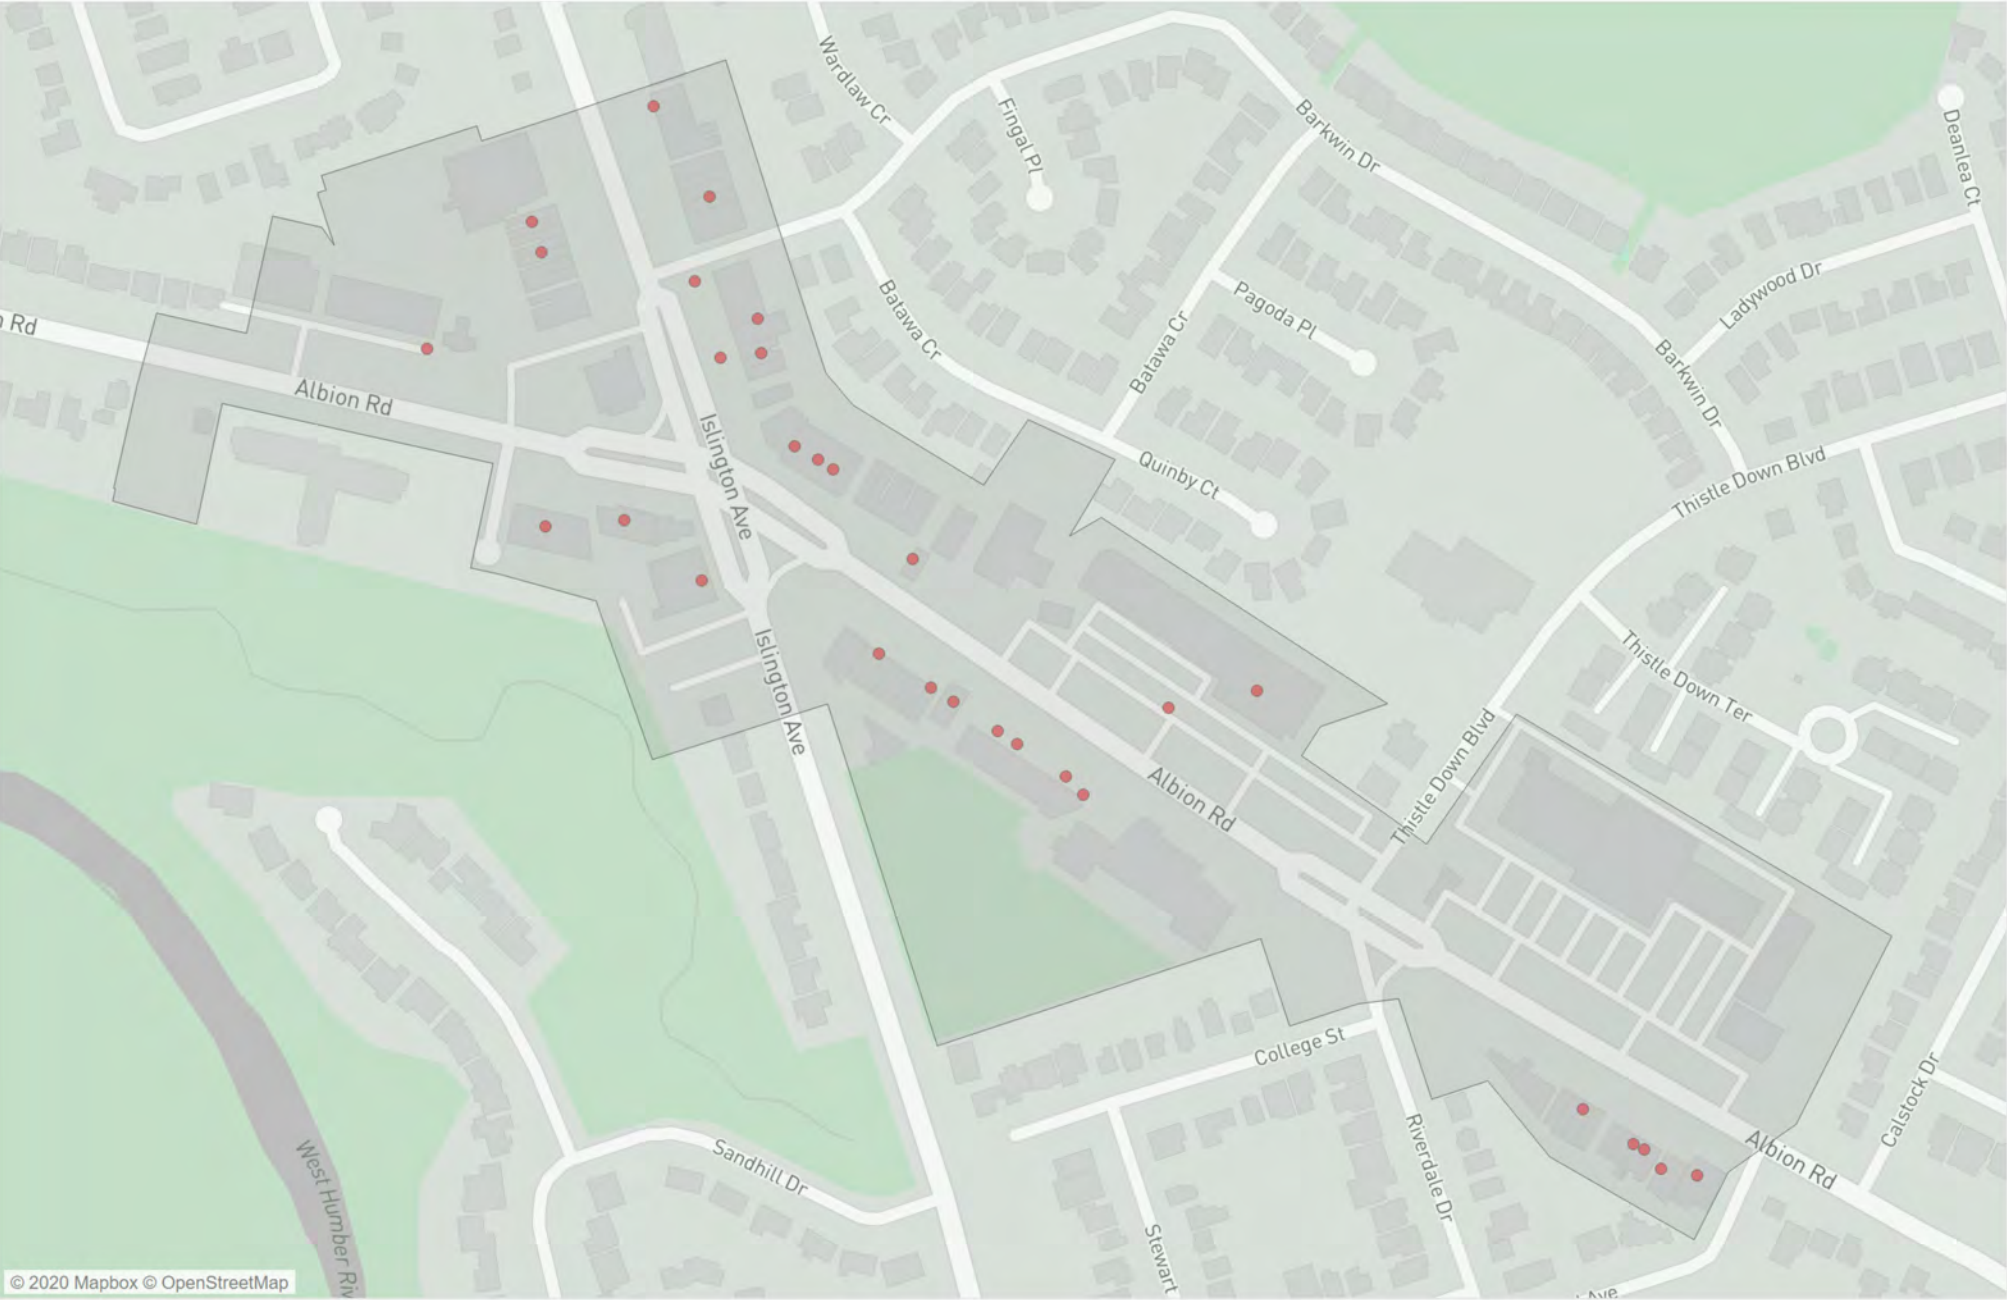 Wardlaw Cr
Fingal Pl
Barkwin Dr
Deanlea Ct
Batawa Cr
Pagoda Pl
Batawa Cr
Ladywood Dr
Barkwin Dr
Rd
Albion Rd
Islington Ave
Quinby Ct
Thistle Down Blvd
Islington Ave
Thistle Down Ter
Thistle Down Blvd
Albion Rd
College St
Calstock Dr
Sandhill Dr
Riverdale Dr
Albion Rd
West Humber Riv
Stewart
Ave
© 2020 Mapbox © OpenStreetMap